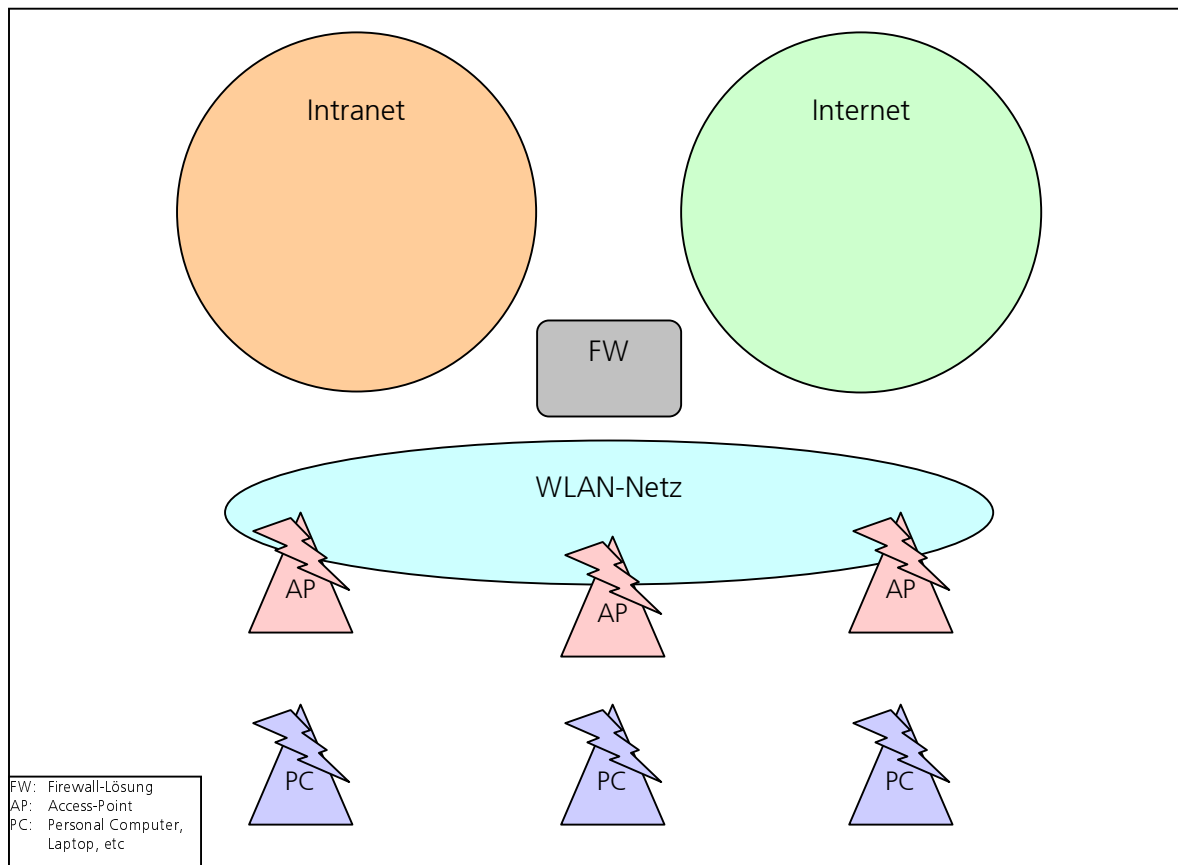 Intranet
Internet
FW
WLAN-Netz
AP
AP
AP
PC
PC
PC
FW: Firewall-Lösung
AP: Access-Point
PC: Personal Computer,
Laptop, etc